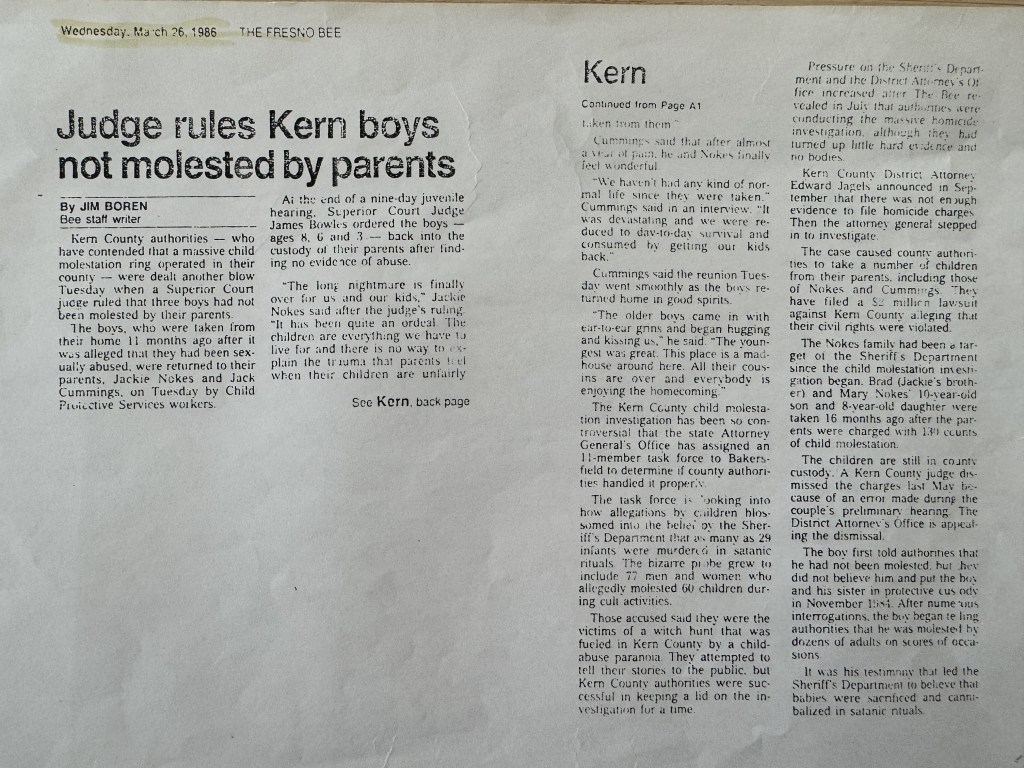 Wednesday, March 26, 1986 THE FRESNO BEE
Judge rules Kern boys
not molested by parents
By JIM BOREN
Bee staff writer
Kern County authorities — who
have contended that a massive child
molestation ring operated in their
county — were dealt another blow
Tuesday when a Superior Court
judge ruled that three boys had not
been molested by their parents.
The boys, who were taken from
their home 11 months ago after it
was alleged that they had been sex-
ually abused, were returned to their
parents, Jackie Nokes and Jack
Cummings, on Tuesday by Child
Protective Services workers.
At the end of a nine-day juvenile
hearing, Superior Court Judge
James Bowles ordered the boys —
ages 8, 6 and 3 — back into the
custody of their parents after find-
ing no evidence of abuse.
"The long nightmare is finally
over for us and our kids," Jackie
Nokes said after the judge's ruling.
"It has been quite an ordeal. The
children are everything we have to
live for and there is no way to ex-
plain the trauma that parents feel
when their children are unfairly
See Kern, back page
Kern
Continued from Page A1
taken from them."
Cummings said that after almost
a year of pain, he and Nokes finally
feel wonderful.
"We haven't had any kind of nor-
mal life since they were taken,"
Cummings said in an interview. "It
was devastating and we were re-
duced to day-to-day survival and
consumed by getting our kids
back."
Cummings said the reunion Tues-
day went smoothly as the boys re-
turned home in good spirits.
"The older boys came in with
ear-to-ear grins and began hugging
and kissing us," he said. "The youn-
gest was great. This place is a mad-
house around here. All their cous-
ins are over and everybody is
enjoying the homecoming."
The Kern County child molesta-
tion investigation has been so con-
troversial that the state Attorney
General's Office has assigned an
11-member task force to Bakers-
field to determine if county authori-
ties handled it properly.
The task force is looking into
how allegations by children blos-
somed into the belief by the Sher-
iff's Department that as many as 29
infants were murdered in satanic
rituals. The bizarre probe grew to
include 77 men and women who
allegedly molested 60 children dur-
ing cult activities.
Those accused said they were the
victims of a witch hunt that was
fueled in Kern County by a child-
abuse paranoia. They attempted to
tell their stories to the public, but
Kern County authorities were suc-
cessful in keeping a lid on the in-
vestigation for a time.
Pressure on the Sheriff's Depart-
ment and the District Attorney's Of-
fice increased after The Bee re-
vealed in July that authorities were
conducting the massive homicide
investigation, although they had
turned up little hard evidence and
no bodies.
Kern County District Attorney
Edward Jagels announced in Sep-
tember that there was not enough
evidence to file homicide charges.
Then the attorney general stepped
in to investigate.
The case caused county authori-
ties to take a number of children
from their parents, including those
of Nokes and Cummings. They
have filed a million lawsuit
against Kern County alleging that
their civil rights were violated.
The Nokes family had been a tar-
get of the Sheriff's Department
since the child molestation investi-
gation began. Brad (Jackie's broth-
er) and Mary Nokes' 10-year-old
son and 8-year-old daughter were
taken 16 months ago after the par-
ents were charged with counts
of child molestation.
The children are still in county
custody. A Kern County judge dis-
missed the charges last May be-
cause of an error made during the
couple's preliminary hearing. The
District Attorney's Office is appeal-
ing the dismissal.
The boy first told authorities that
he had not been molested, but they
did not believe him and put the boy
and his sister in protective custody
in November 1984. After numerous
interrogations, the boy began telling
authorities that he was molested by
dozens of adults on scores of occa-
sions.
It was his testimony that led the
Sheriff's Department to believe that
babies were sacrificed and canni-
balized in satanic rituals.